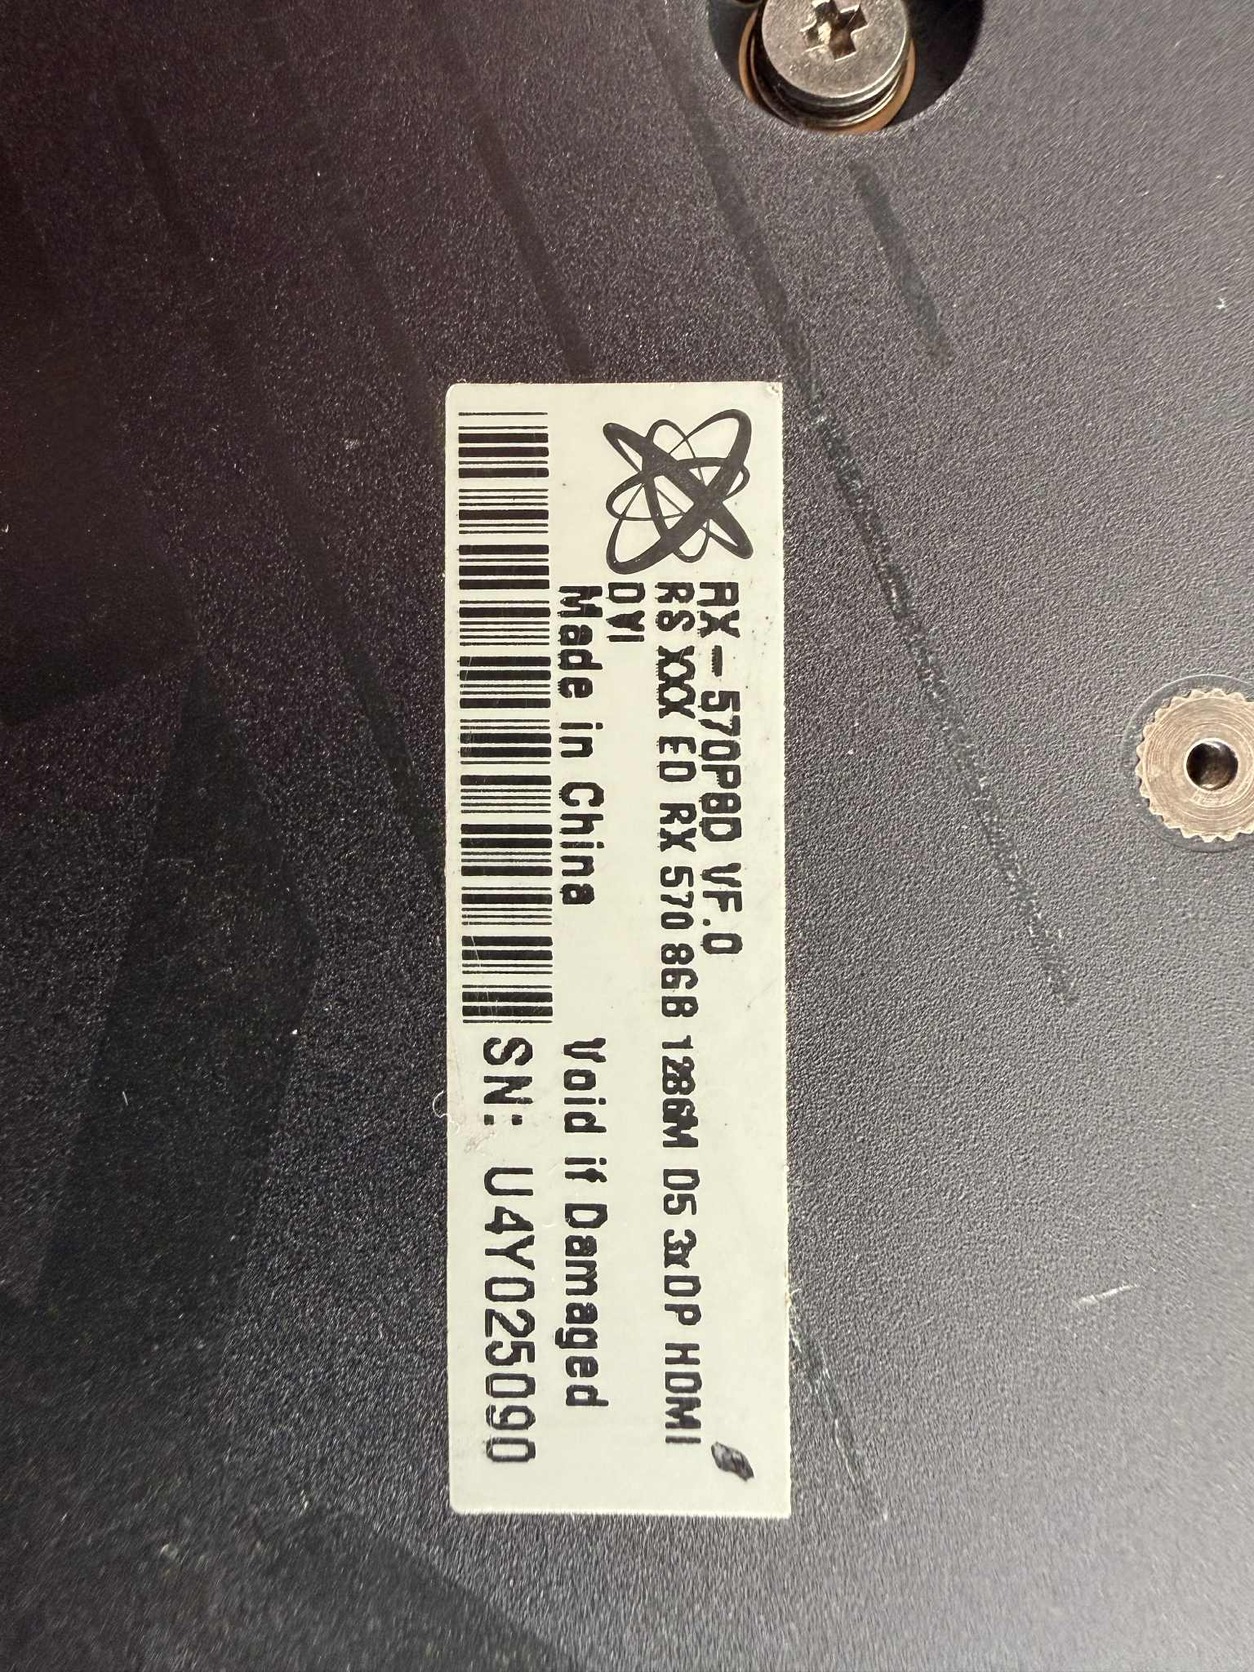 RX-570P8D VF.0
RS XXX ED RX 570 8GB 1286M D5 3xDP HDMI
DVI
Made in China Void if Damaged
SN: U4Y025090